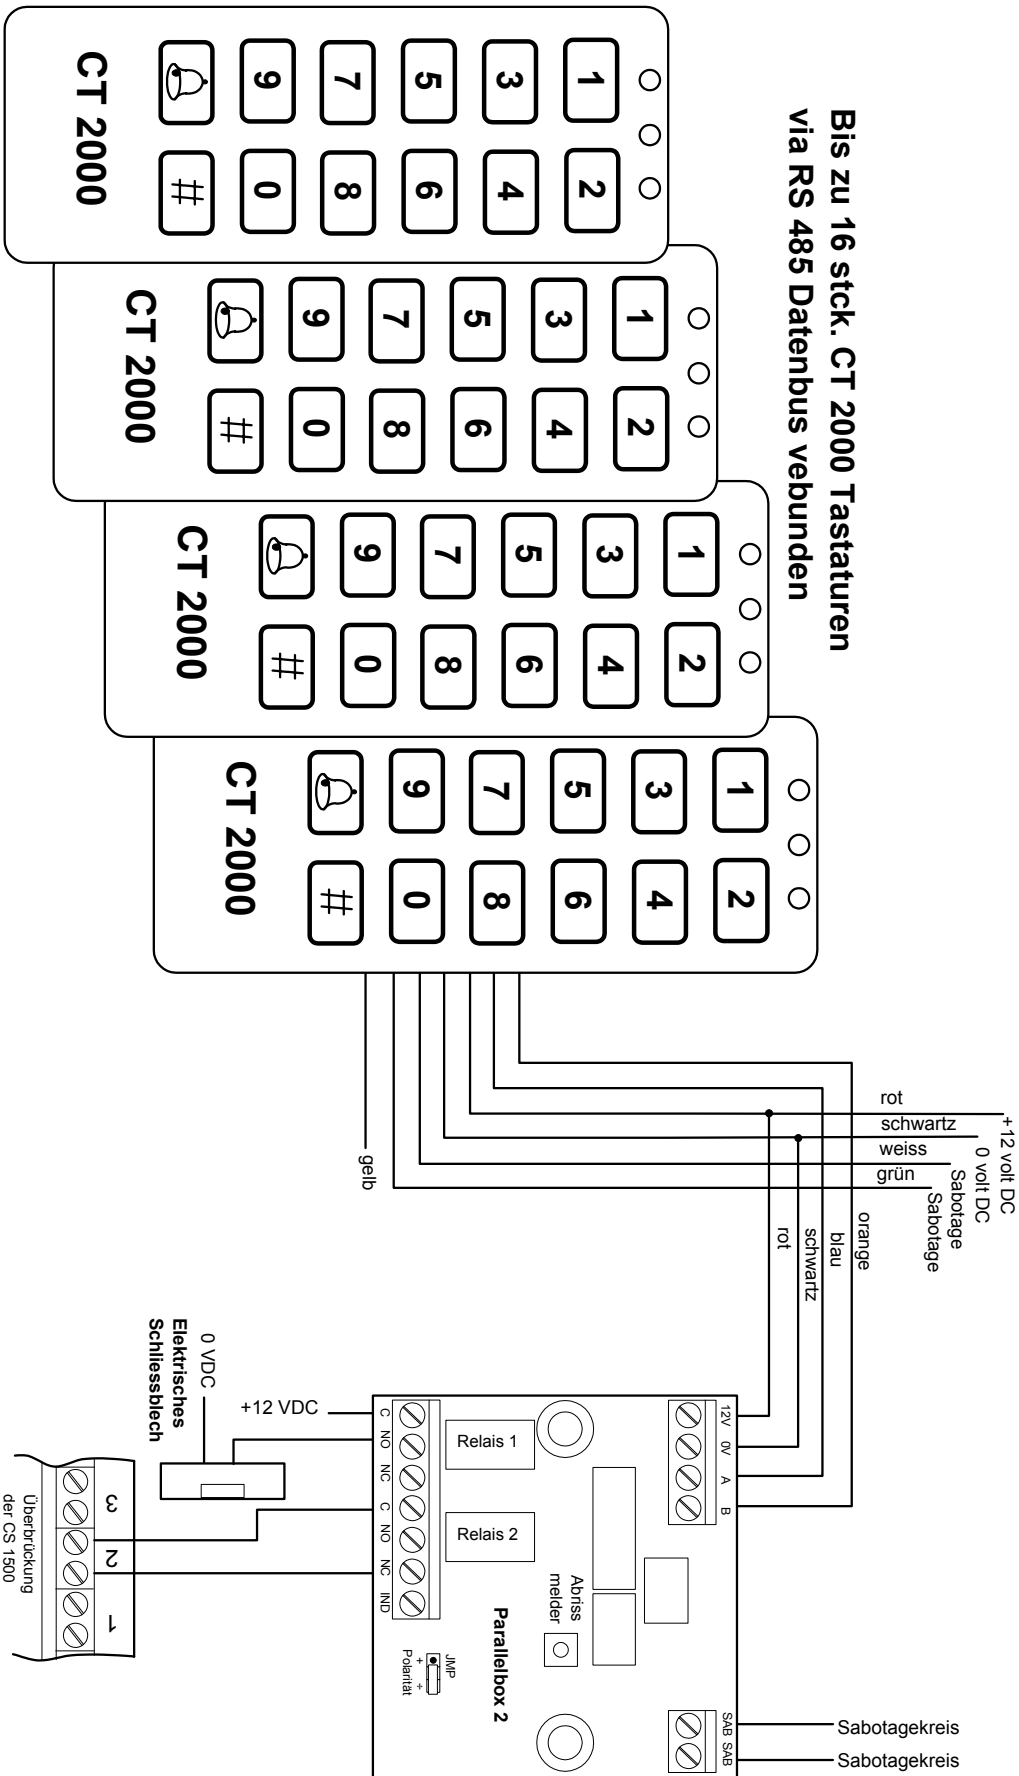 Bis zu 16 stck. CT 2000 Tastaturen
via RS 485 Datenbus vebunden
1 2
3 4
5 6
7 8
9 0
#
CT 2000
1 2
3 4
5 6
7 8
9 0
#
CT 2000
1 2
3 4
5 6
7 8
9 0
#
CT 2000
1 2
3 4
5 6
7 8
9 0
#
CT 2000
+ 12 volt DC
0 volt DC
Sabotage
Sabotage
rot
schwartz
weiss
grün
orange
blau
schwartz
rot
gelb
12V 0V A B
SAB SAB
Sabotagekreis
Sabotagekreis
Abriss
melder
Parallelbox 2
Relais 1
Relais 2
JMP
+ ÷
Polarität
C NO NC C NO NC IND
+12 VDC
0 VDC
Elektrisches
Schliessblech
3 2 1
Überbrückung
der CS 1500